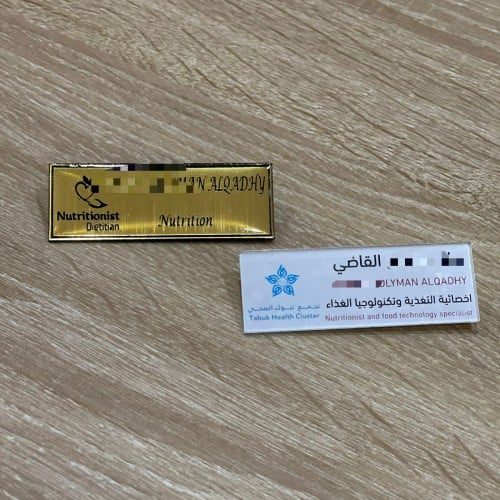 ALQADHY
Nutritionist
Dietitian
Nutrition
القاضي
OLYMAN ALQADHY
تجمع تبوك الصحي
Tabuk Health Cluster
اخصائية التغذية وتكنولوجيا الغذاء
Nutritionist and food technology specialist